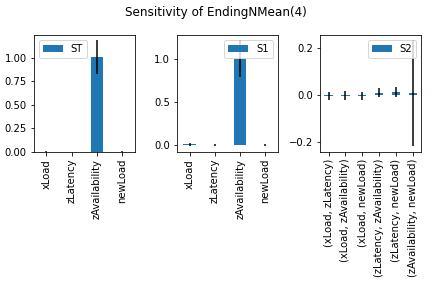 Sensitivity of EndingNMean(4)
ST
1.00
0.75
0.50
0.25
0.00
xLoad
zLatency
zAvailability
newLoad
S1
1.0
0.5
0.0
xLoad
zLatency
zAvailability
newLoad
S2
0.2
0.0
−0.2
(xLoad, zLatency)
(xLoad, zAvailability)
(xLoad, newLoad)
(zLatency, zAvailability)
(zLatency, newLoad)
(zAvailability, newLoad)